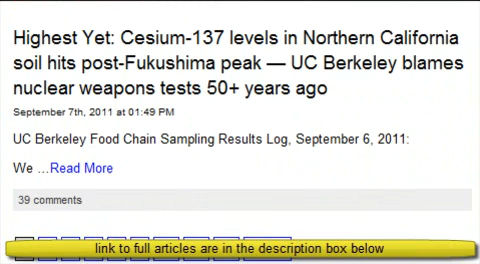 Highest Yet: Cesium-137 levels in Northern California
soil hits post-Fukushima peak — UC Berkeley blames
nuclear weapons tests 50+ years ago
September 7th, 2011 at 01:49 PM
UC Berkeley Food Chain Sampling Results Log, September 6, 2011:
We …Read More
39 comments
link to full articles are in the description box below